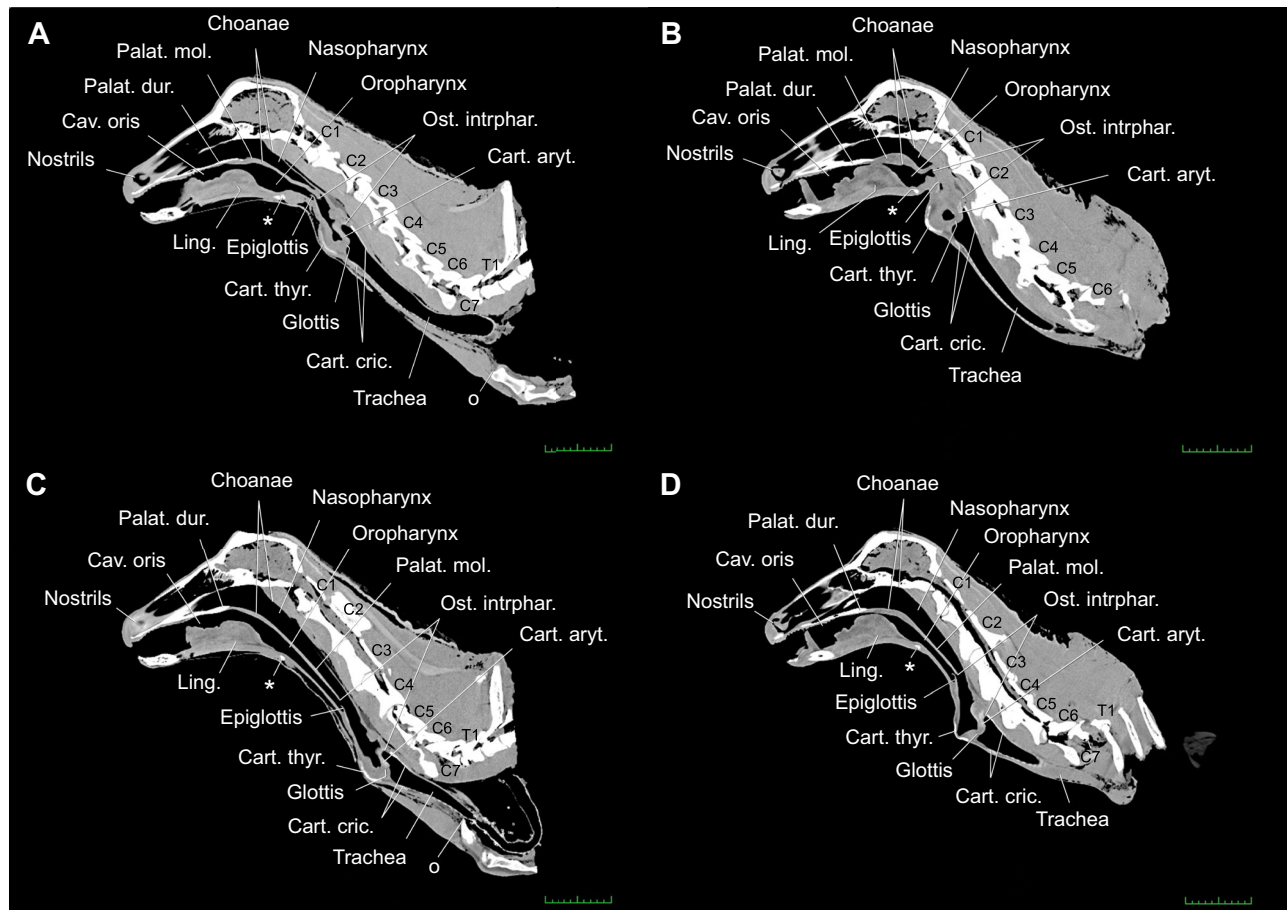 A
Choanae
Palat. mol.
Nasopharynx
Palat. dur.
Oropharynx
Cav. oris
Ost. intrphar.
Nostrils
Cart. aryt.
C1
C2
C3
C4
C5
C6
T1
C7
*
Ling.
Epiglottis
Cart. thyr.
Glottis
Cart. cric.
Trachea
o
B
Choanae
Palat. mol.
Nasopharynx
Palat. dur.
Oropharynx
Cav. oris
Ost. intrphar.
Nostrils
Cart. aryt.
C1
C2
C3
C4
C5
C6
*
Ling.
Epiglottis
Cart. thyr.
Glottis
Cart. cric.
Trachea
C
Choanae
Nasopharynx
Palat. dur.
Oropharynx
Cav. oris
Palat. mol.
Nostrils
Ost. intrphar.
Cart. aryt.
C1
C2
C3
C4
C5
C6
T1
C7
Ling.
*
Epiglottis
Cart. thyr.
Glottis
Cart. cric.
Trachea
o
D
Choanae
Nasopharynx
Palat. dur.
Oropharynx
Cav. oris
Palat. mol.
Nostrils
Ost. intrphar.
Cart. aryt.
C1
C2
C3
C4
C5
C6
T1
C7
Ling.
*
Epiglottis
Cart. thyr.
Glottis
Cart. cric.
Trachea